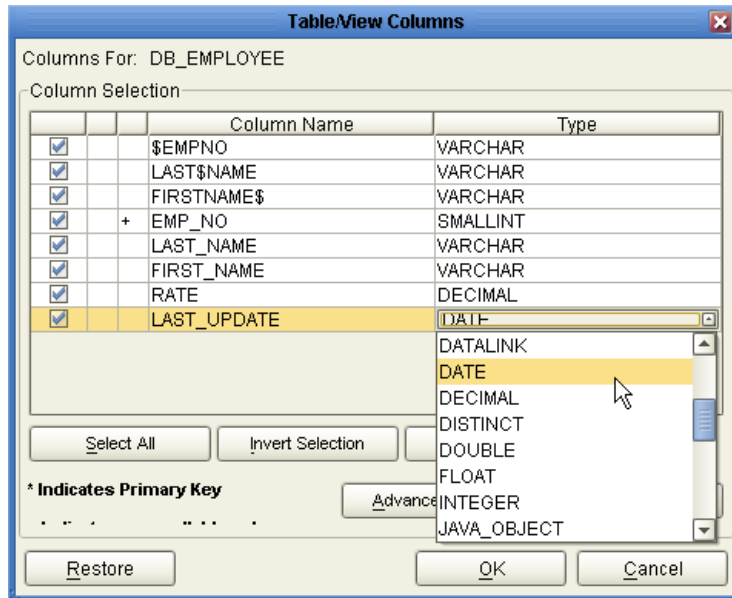 Table/View Columns
Columns For: DB_EMPLOYEE
Column Selection
Column Name Type
$EMPNO VARCHAR
LAST$NAME VARCHAR
FIRSTNAME$ VARCHAR
+ EMP_NO SMALLINT
LAST_NAME VARCHAR
FIRST_NAME VARCHAR
RATE DECIMAL
LAST_UPDATE DATE
DATALINK
DATE
DECIMAL
DISTINCT
DOUBLE
FLOAT
INTEGER
JAVA_OBJECT
Select All Invert Selection
* Indicates Primary Key
Advance
Restore OK Cancel